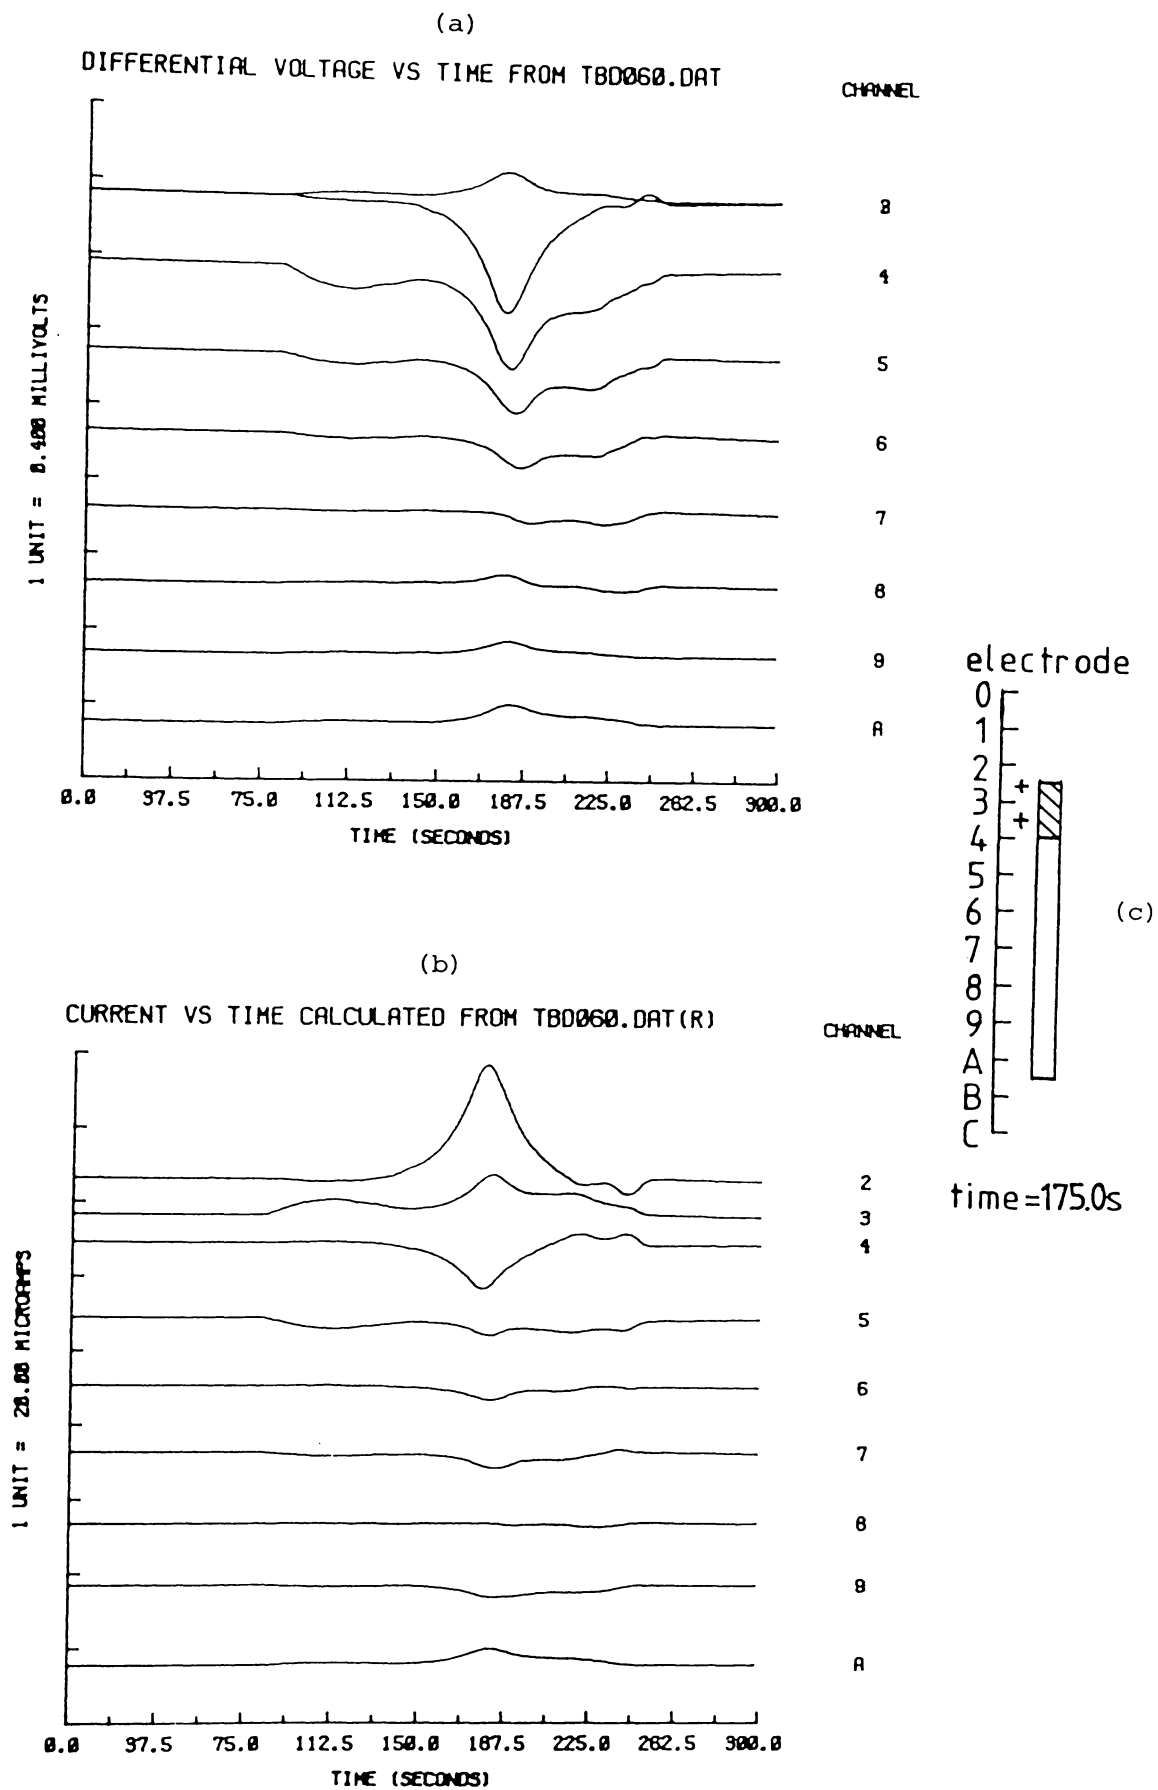 (a)
DIFFERENTIAL VOLTAGE VS TIME FROM TBD060.DAT
CHANNEL
3
4
5
6
7
8
9
A
1 UNIT = 0.400 MILLIVOLTS
0.0 37.5 75.0 112.5 150.0 187.5 225.0 262.5 300.0
TIME (SECONDS)
(b)
CURRENT VS TIME CALCULATED FROM TBD060.DAT(R)
CHANNEL
2
3
4
5
6
7
8
9
A
1 UNIT = 20.00 MICROAMPS
0.0 37.5 75.0 112.5 150.0 187.5 225.0 262.5 300.0
TIME (SECONDS)
electrode
0
1
2
+
3
+
4
5
6
7
8
9
A
B
C
(c)
time=175.0s